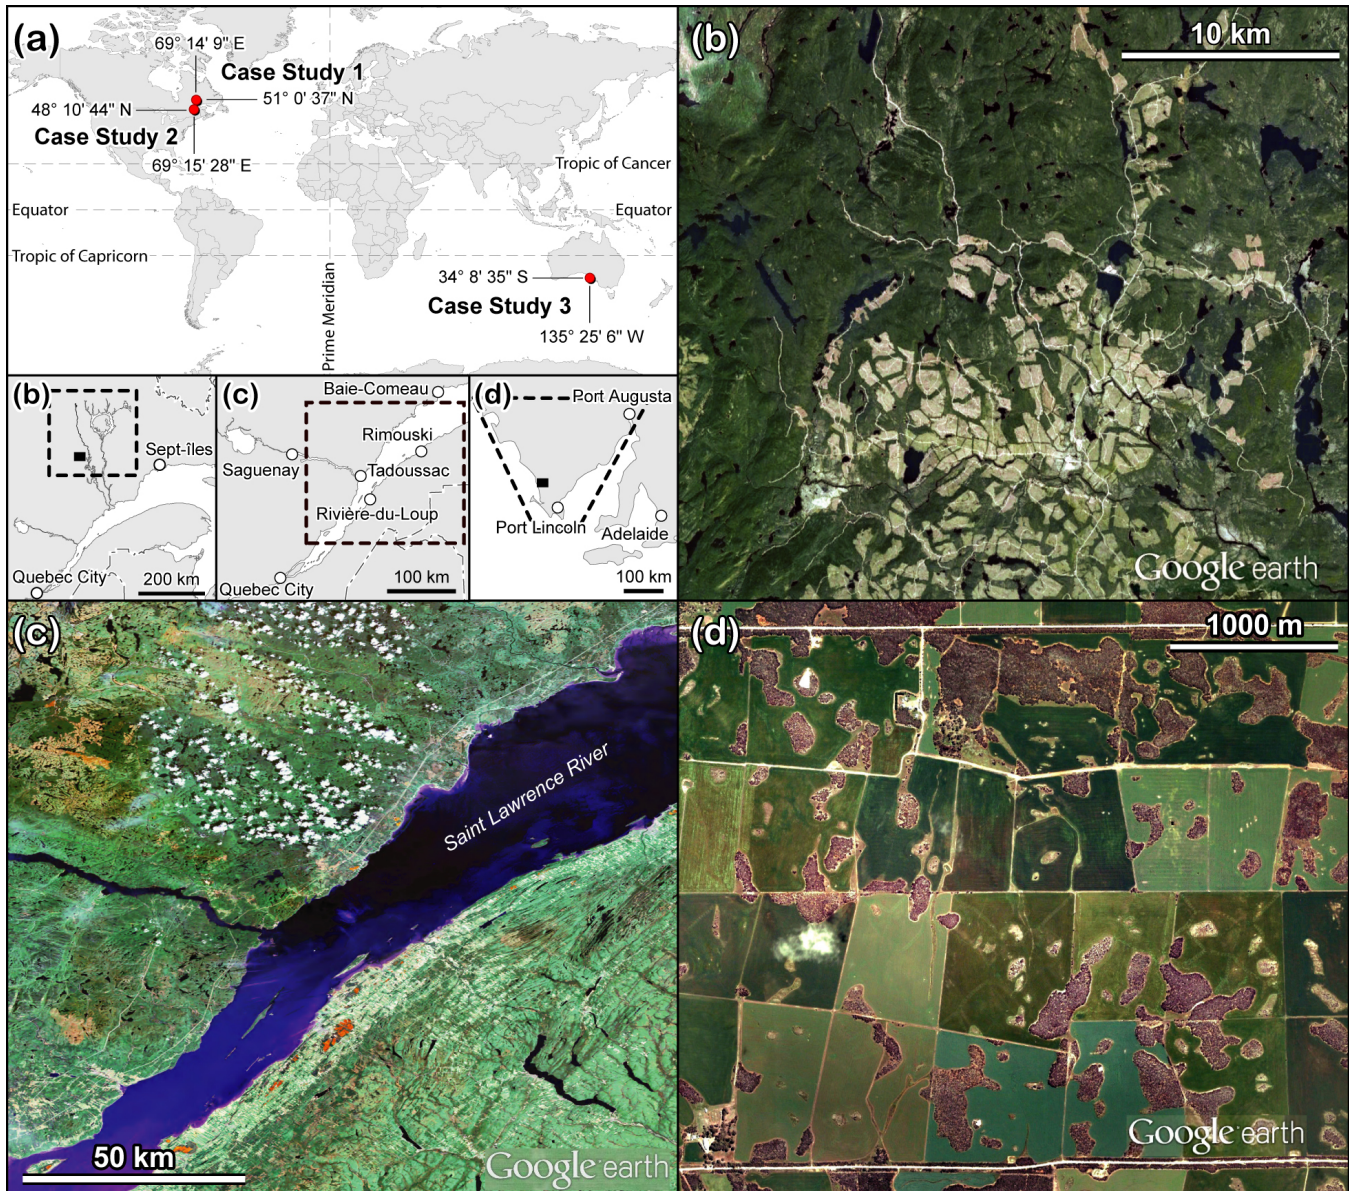 (a)
69° 14' 9" E
Case Study 1
51° 0' 37" N
48° 10' 44" N
Case Study 2
69° 15' 28" E
Tropic of Cancer
Equator
Equator
Tropic of Capricorn
Prime Meridian
34° 8' 35" S
Case Study 3
135° 25' 6" W
(b)
10 km
Google earth
(b)
Sept-îles
Quebec City
200 km
(c)
Baie-Comeau
Rimouski
Saguenay
Tadoussac
Rivière-du-Loup
Quebec City
100 km
(d)
Port Augusta
Port Lincoln
Adelaide
100 km
(c)
Saint Lawrence River
50 km
Google earth
(d)
1000 m
Google earth